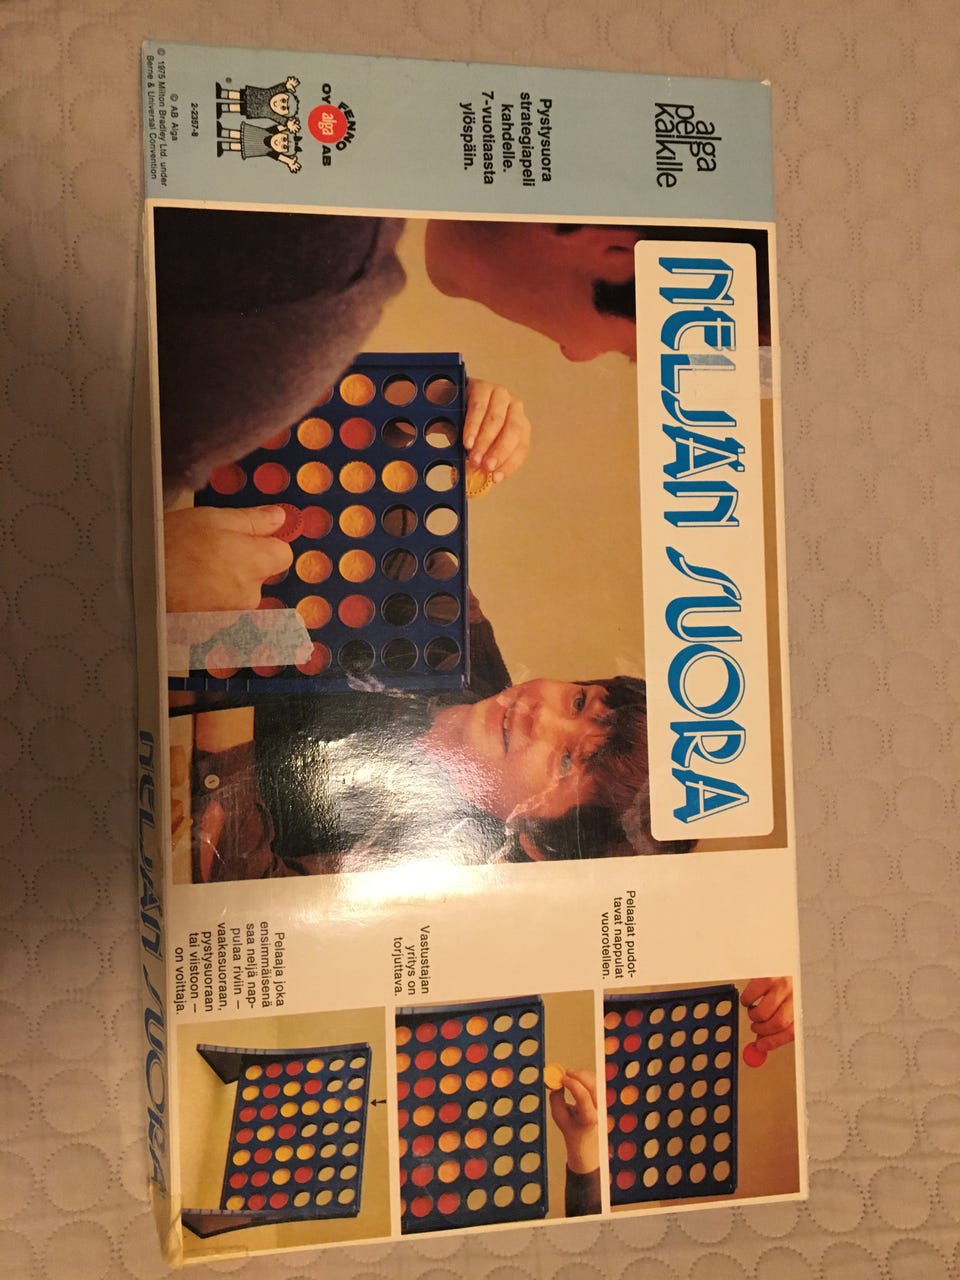 alga
pelit
kaikille
Pystysuora
strategiapeli
kahdelle.
7-vuotiaasta
ylöspäin.
FENNO
OY alga AB
®
2-2357-8
© AB Alga
© 1975 Milton Bradley Ltd. under
Berne & Universal Convention
NELJÄN SUORA
Pelaajat pudot-
tavat nappulat
vuorotellen.
Vastustajan
yritys on
torjuttava.
Pelaaja joka
ensimmäisenä
saa neljä nap-
pulaa riviin —
vaakasuoraan,
pystysuoraan
tai viistoon —
on voittaja.
NELJÄN SUORA